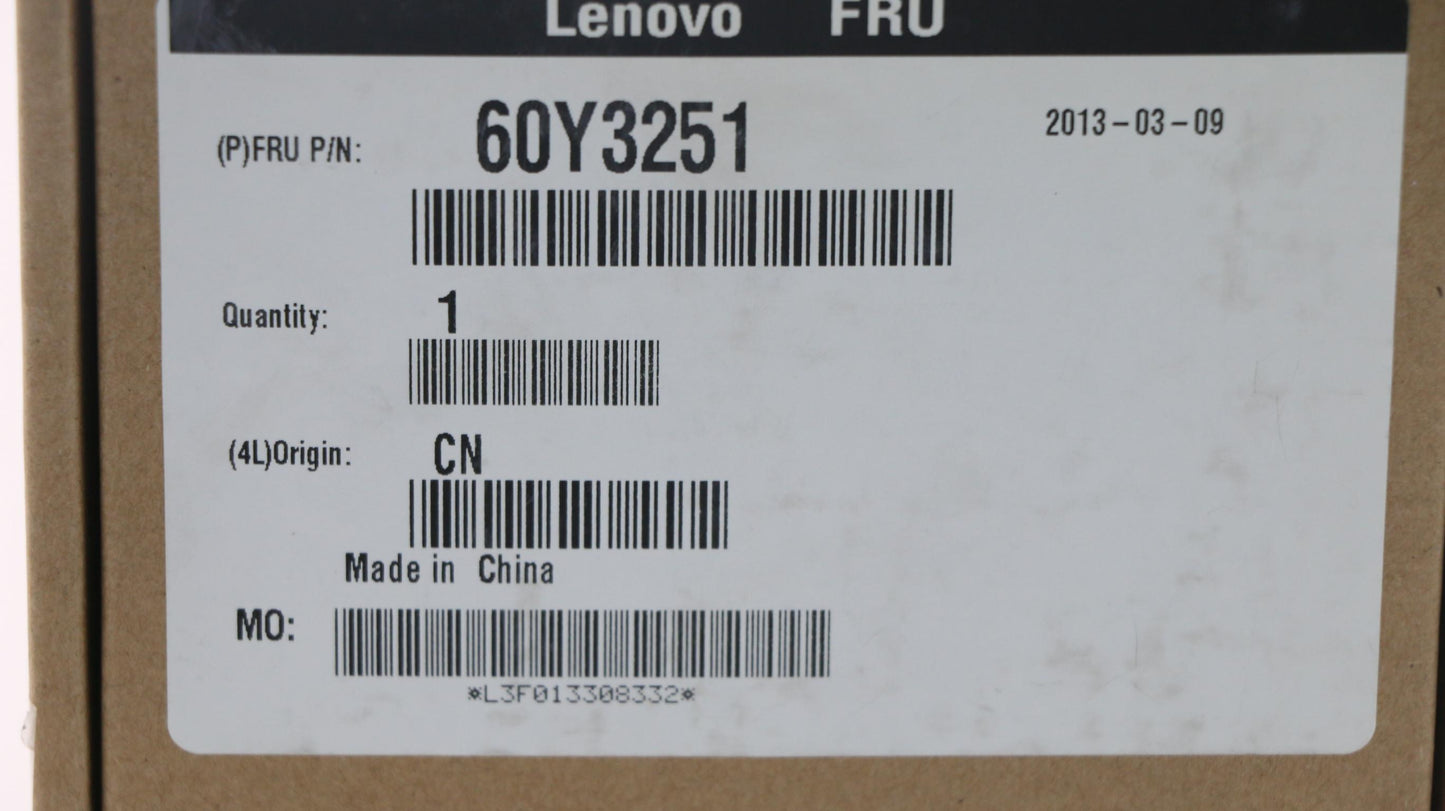 Lenovo FRU
(P)FRU P/N: 60Y3251 2013-03-09
Quantity: 1
(4L)Origin: CN
Made in China
MO:
*L3F013308332*